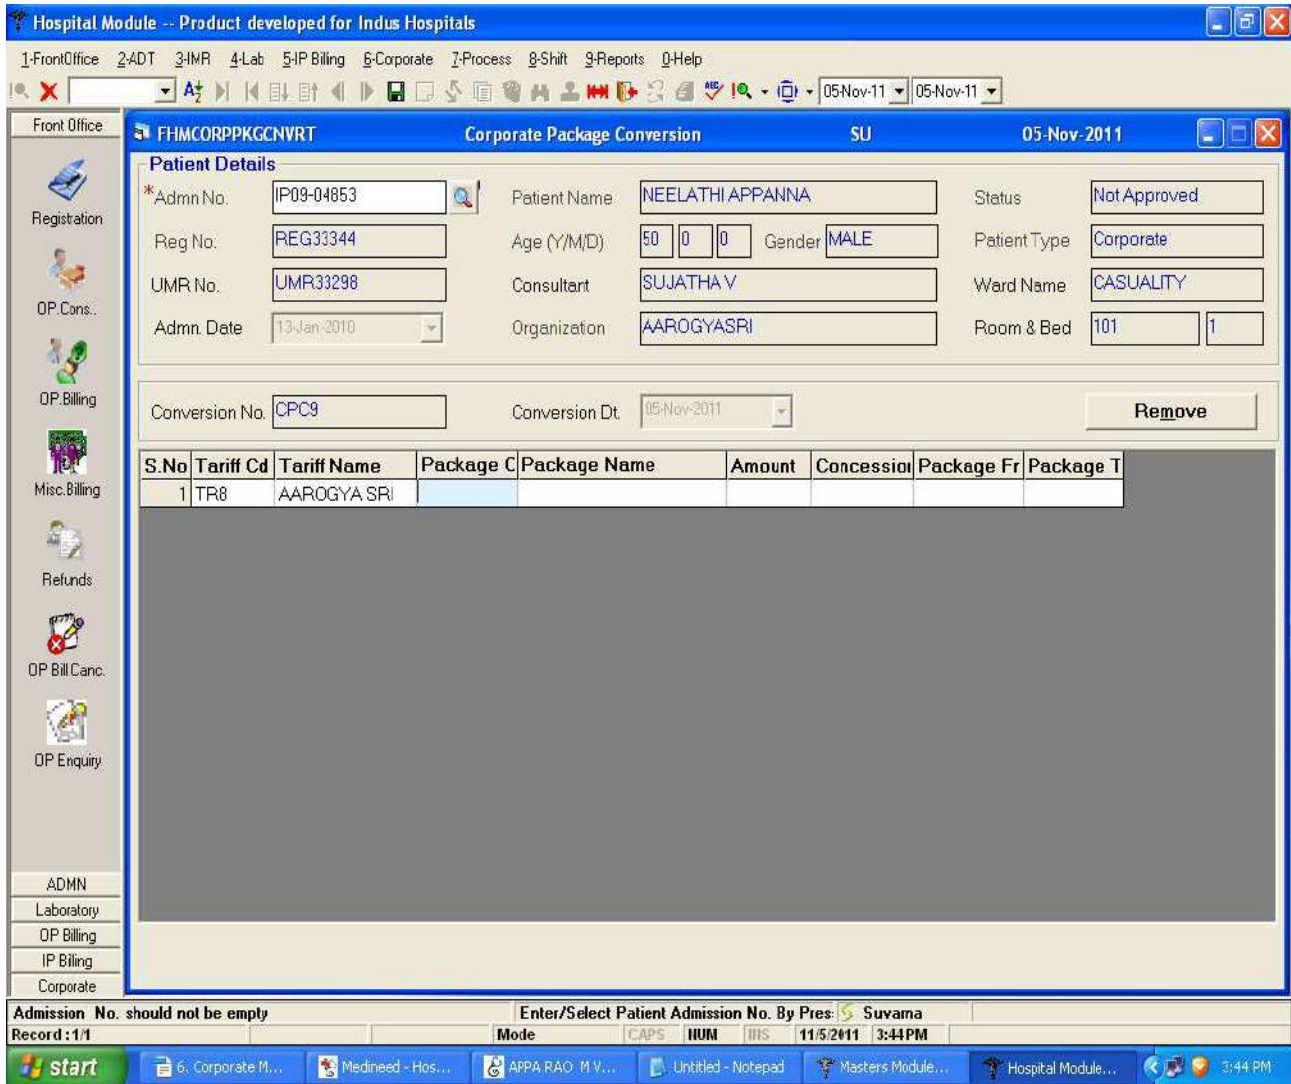 Hospital Module -- Product developed for Indus Hospitals
1-FrontOffice 2-ADT 3-IMR 4-Lab 5-IP Biling 6-Corporate 7-Process 8-Shift 9-Reports 0-Help
05-Nov-11 05-Nov-11
Front Office
FHMCORPPKGCNVRT Corporate Package Conversion SU 05-Nov-2011
Patient Details
*Admn No. IP09-04853 Patient Name NEELATHI APPANNA Status Not Approved
Reg No. REG33344 Age (Y/M/D) 50 0 0 Gender MALE Patient Type Corporate
UMR No. UMR33298 Consultant SUJATHA V Ward Name CASUALITY
Admn. Date 13-Jan-2010 Organization AAROGYASRI Room & Bed 101 1
Conversion No. CPC9 Conversion Dt. 05-Nov-2011 Remove
S.No Tariff Cd Tariff Name Package C Package Name Amount Concession Package Fr Package T
1 TR8 AAROGYA SRI
Registration
OP.Cons..
OP.Billing
Misc.Billing
Refunds
OP Bill Canc.
OP Enquiry
ADMN
Laboratory
OP Billing
IP Biling
Corporate
Admission No. should not be empty Enter/Select Patient Admission No. By Pres Suvarna
Record : 1/1 Mode CAPS NUM INS 11/5/2011 3:44 PM
start 6. Corporate M... Medineed - Hos... APPA RAO M V... Untitled - Notepad Masters Module... Hospital Module... 3:44 PM